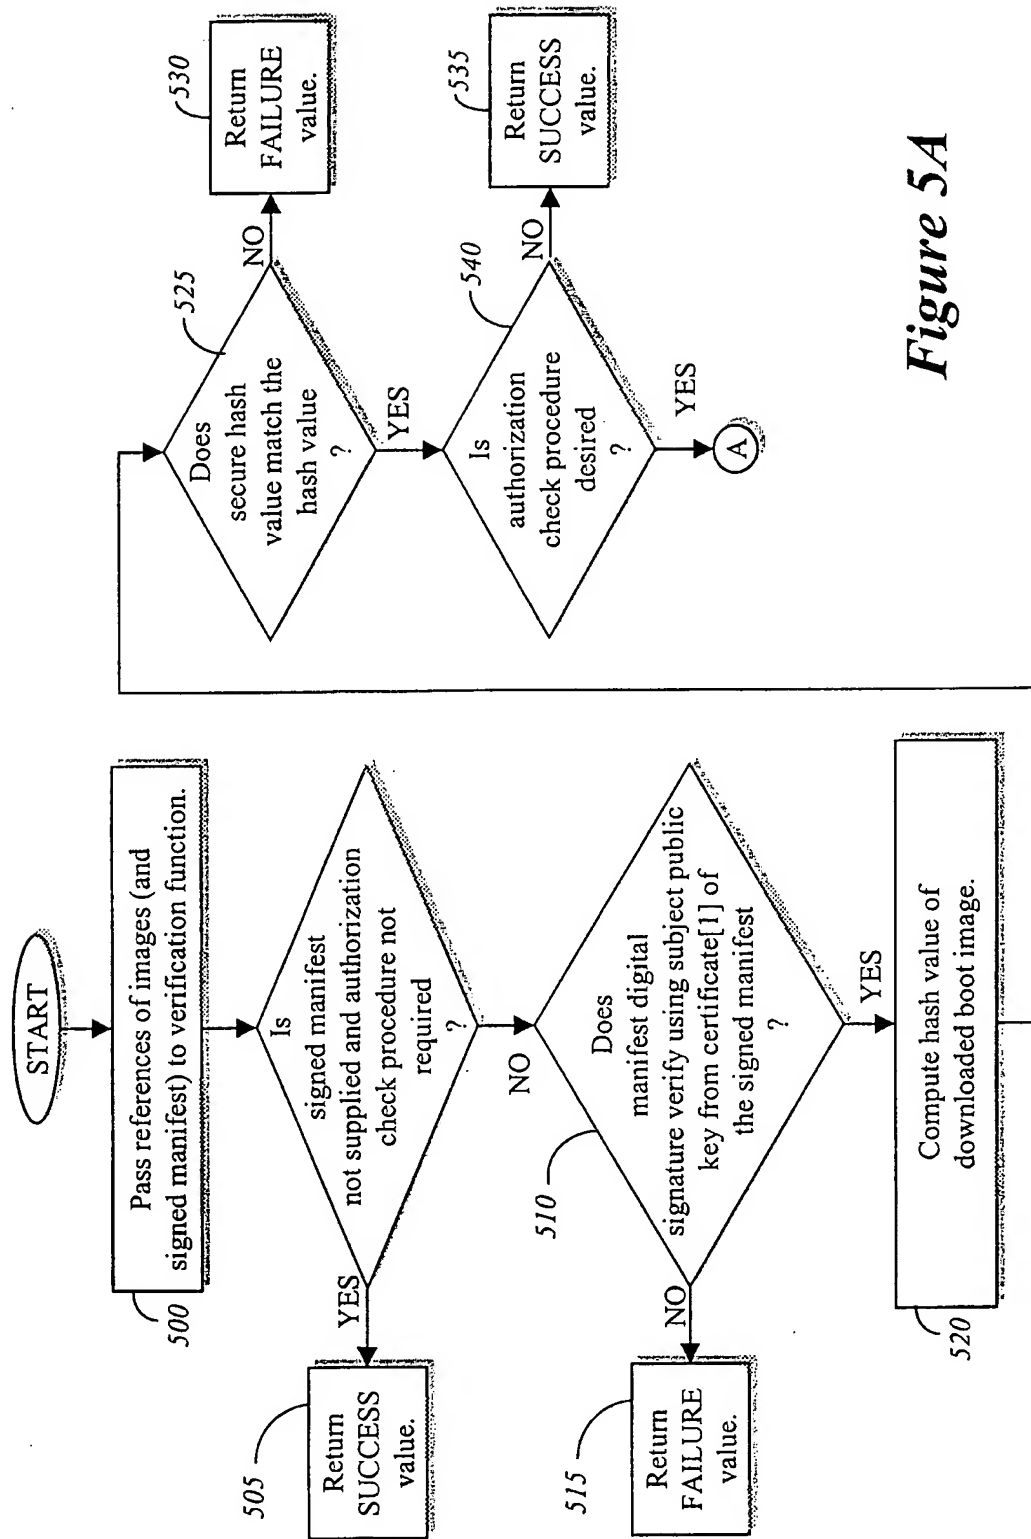 START
Pass references of images (and
signed manifest) to verification function.
500
Is
signed manifest
not supplied and authorization
check procedure not
required
?
YES
505
Return
SUCCESS
value.
NO
Does
manifest digital
signature verify using subject public
key from certificate[1] of
the signed manifest
?
510
NO
515
Return
FAILURE
value.
YES
Compute hash value of
downloaded boot image.
520
Does
secure hash
value match the
hash value
?
525
NO
530
Return
FAILURE
value.
YES
Is
authorization
check procedure
desired
?
540
NO
535
Return
SUCCESS
value.
YES
A
Figure 5A